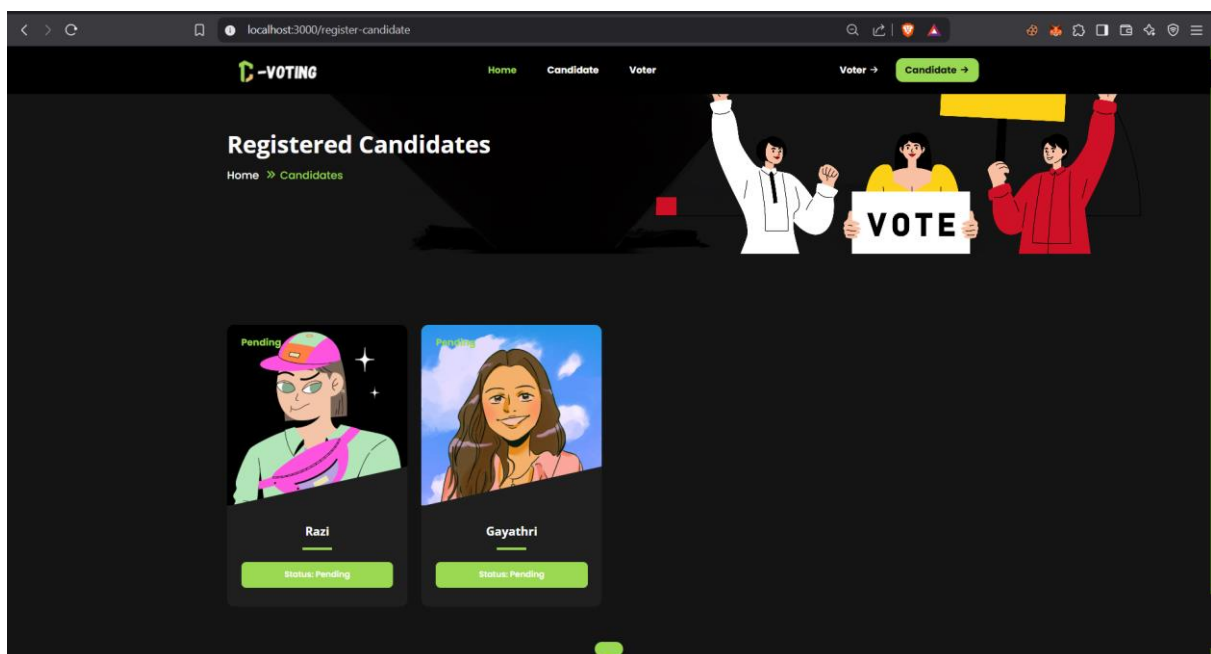 localhost:3000/register-candidate
-VOTING Home Candidate Voter Voter → Candidate →
Registered Candidates
Home » Candidates
VOTE
Pending Pending
Razi Gayathri
Status: Pending Status: Pending